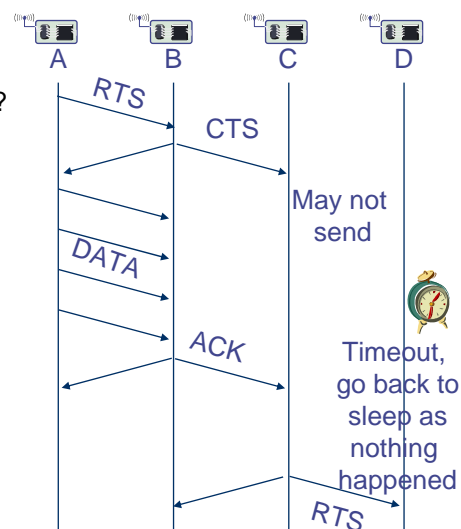 A B C D
?
RTS
CTS
May not
send
DATA
ACK
Timeout,
go back to
sleep as
nothing
happened
RTS